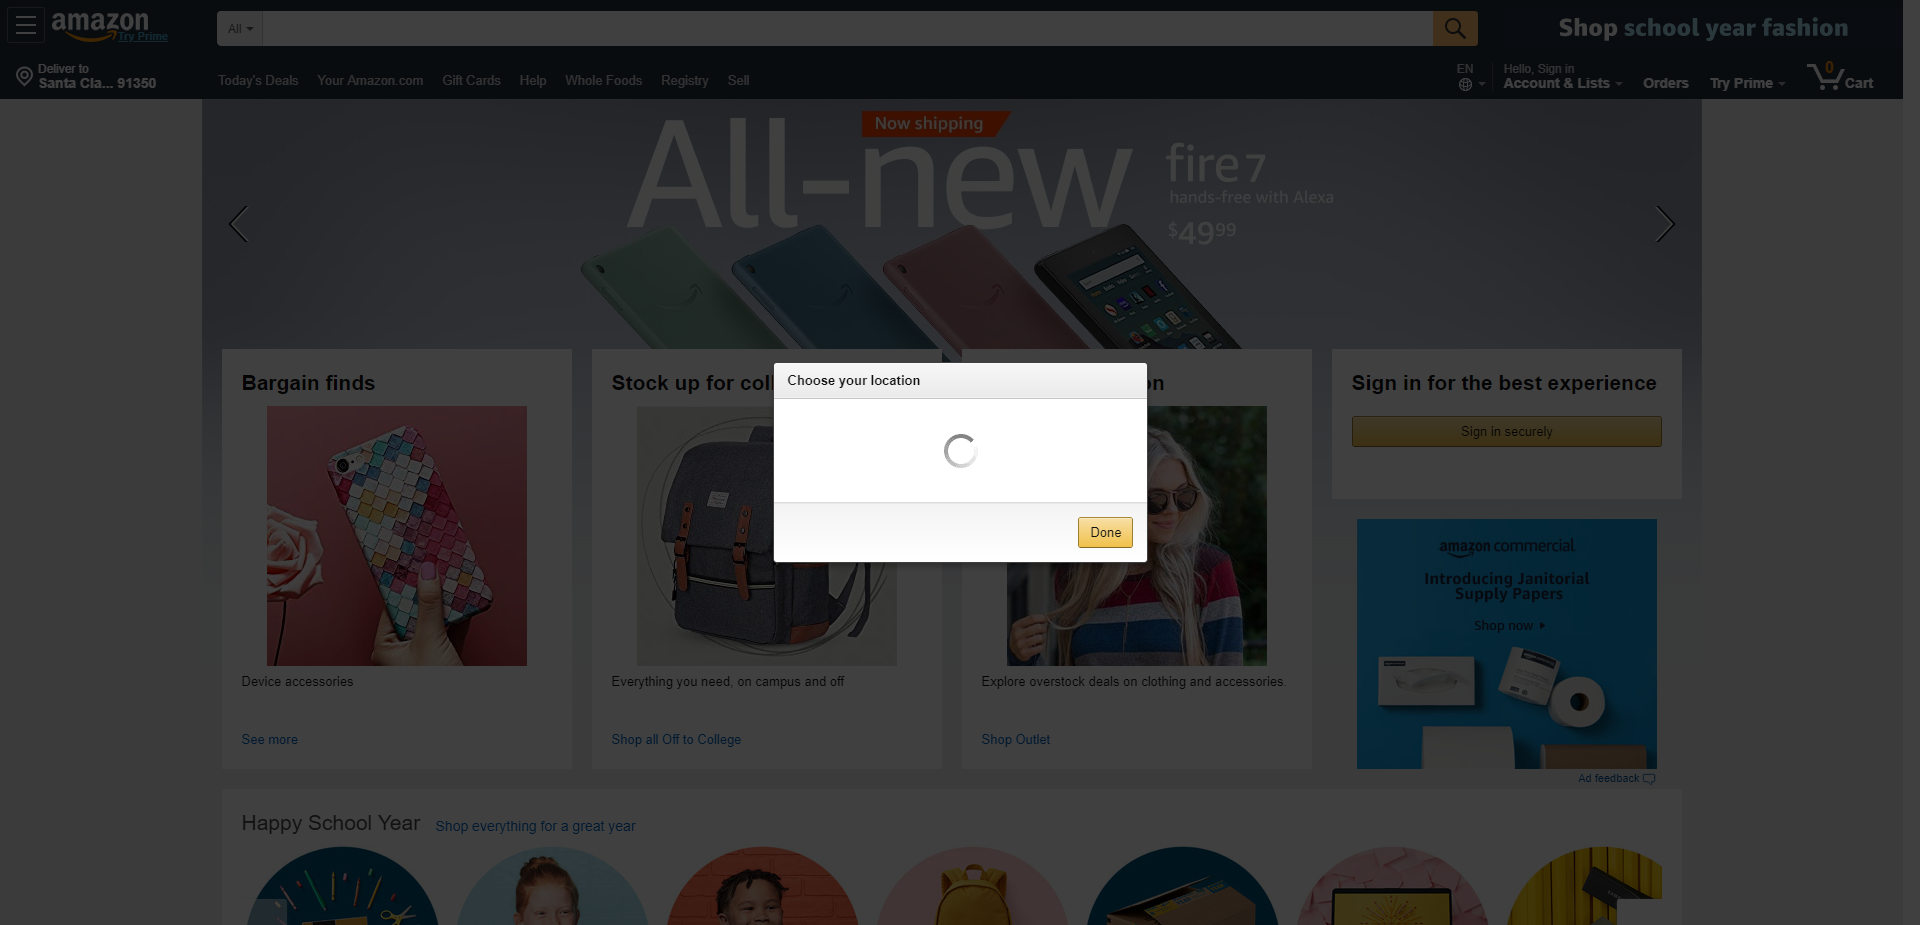 amazon
Try Prime
All
Shop school year fashion
Deliver to
Santa Cla... 91350
Today's Deals
Your Amazon.com
Gift Cards
Help
Whole Foods
Registry
Sell
EN
Hello, Sign in
Account & Lists
Orders
Try Prime
0
Cart
Now shipping
All-new
fire 7
hands-free with Alexa
$4999
Bargain finds
Stock up for col
on
Sign in for the best experience
Sign in securely
Choose your location
Done
amazon commercial
Introducing Janitorial
Supply Papers
Shop now
Device accessories
Everything you need, on campus and off
Explore overstock deals on clothing and accessories.
See more
Shop all Off to College
Shop Outlet
Ad feedback
Happy School Year
Shop everything for a great year